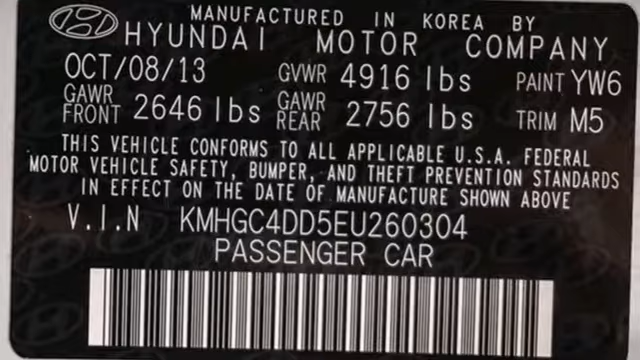 MANUFACTURED IN KOREA BY
HYUNDAI MOTOR COMPANY
OCT/08/13 GVWR 4916 lbs PAINT YW6
GAWR FRONT 2646 lbs GAWR REAR 2756 lbs TRIM M5
THIS VEHICLE CONFORMS TO ALL APPLICABLE U.S.A. FEDERAL
MOTOR VEHICLE SAFETY, BUMPER, AND THEFT PREVENTION STANDARDS
IN EFFECT ON THE DATE OF MANUFACTURE SHOWN ABOVE
V.I.N KMHGC4DD5EU260304
PASSENGER CAR